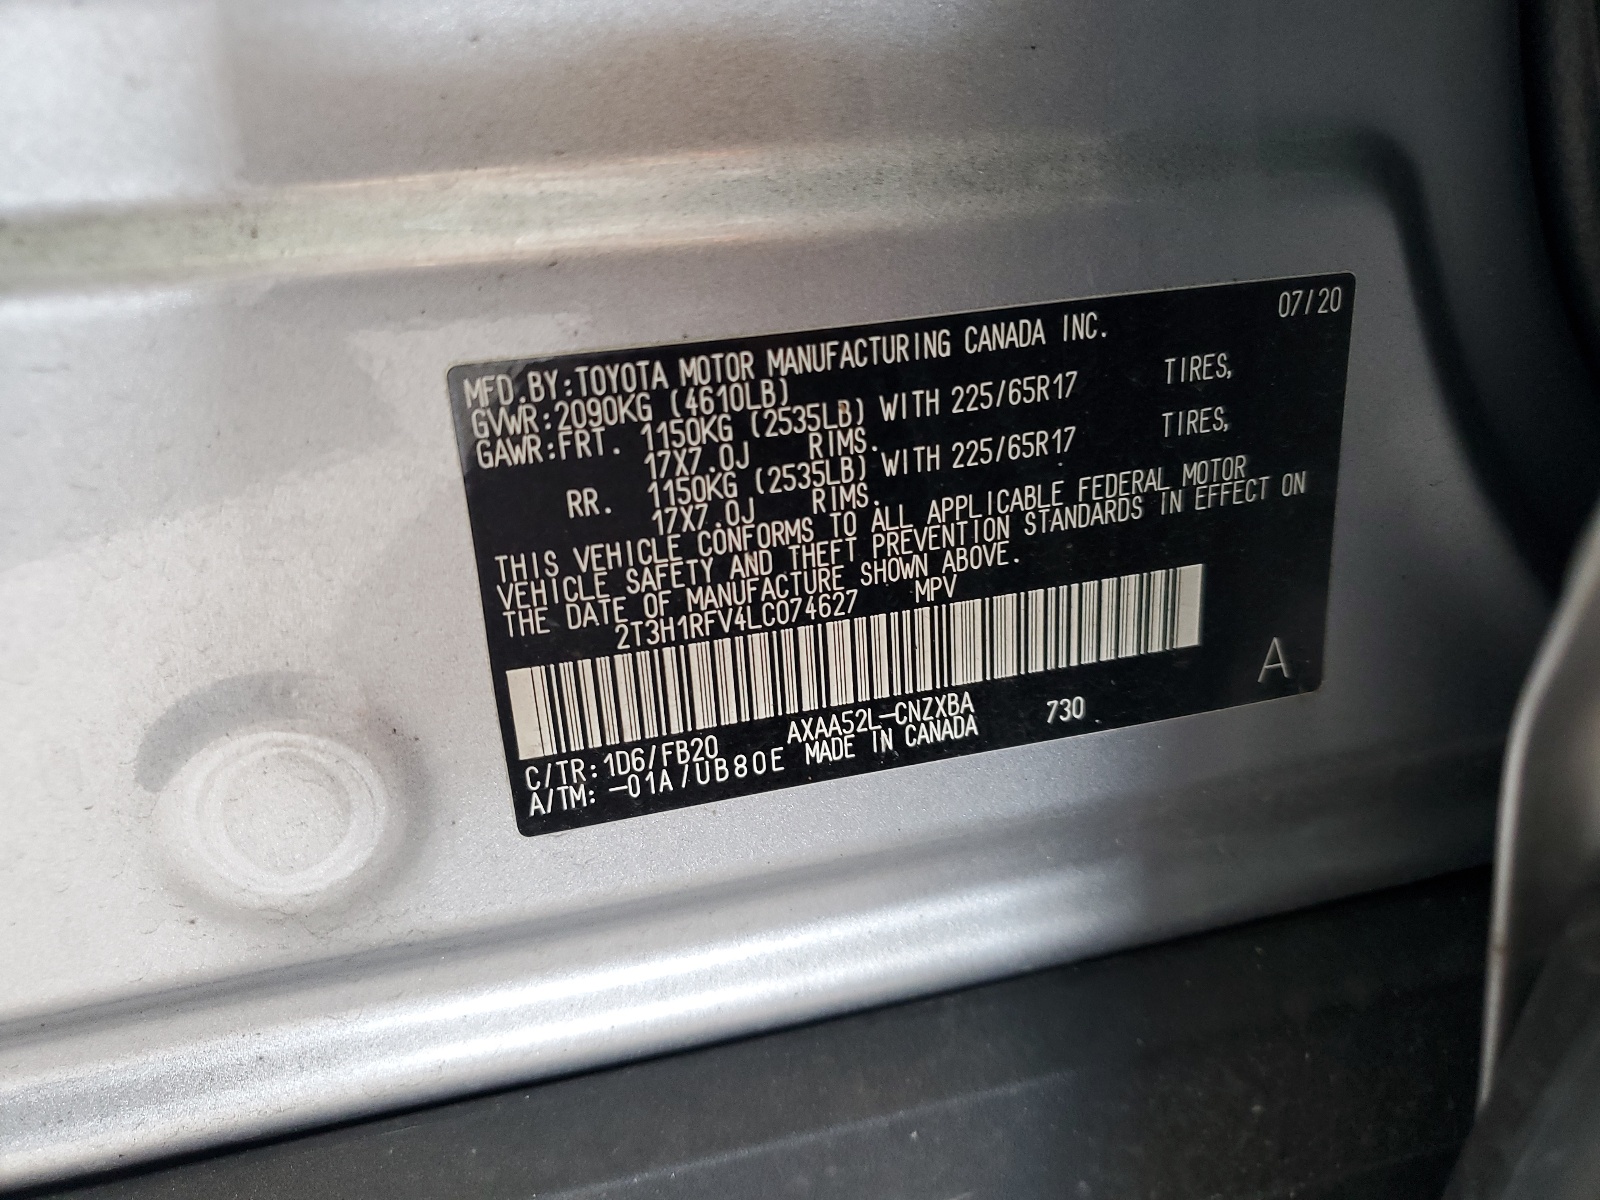 07/20
MFD.BY:TOYOTA MOTOR MANUFACTURING CANADA INC.
GVWR:2090KG (4610LB)
GAWR:FRT. 1150KG (2535LB) WITH 225/65R17 TIRES,
17X7.0J RIMS.
RR. 1150KG (2535LB) WITH 225/65R17 TIRES,
17X7.0J RIMS.
THIS VEHICLE CONFORMS TO ALL APPLICABLE FEDERAL MOTOR
VEHICLE SAFETY AND THEFT PREVENTION STANDARDS IN EFFECT ON
THE DATE OF MANUFACTURE SHOWN ABOVE.
2T3H1RFV4LC074627 MPV
A
AXAA52L-CNZXBA 730
C/TR:1D6/FB20 MADE IN CANADA
A/TM: -01A/UB80E